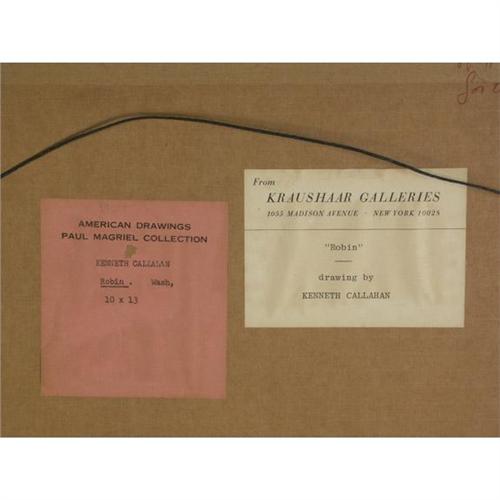 AMERICAN DRAWINGS
PAUL MAGRIEL COLLECTION
KENNETH CALLAHAN
Robin . Wash,
10 x 13
From
KRAUSHAAR GALLERIES
1055 MADISON AVENUE · NEW YORK 10028
"Robin"
drawing by
KENNETH CALLAHAN